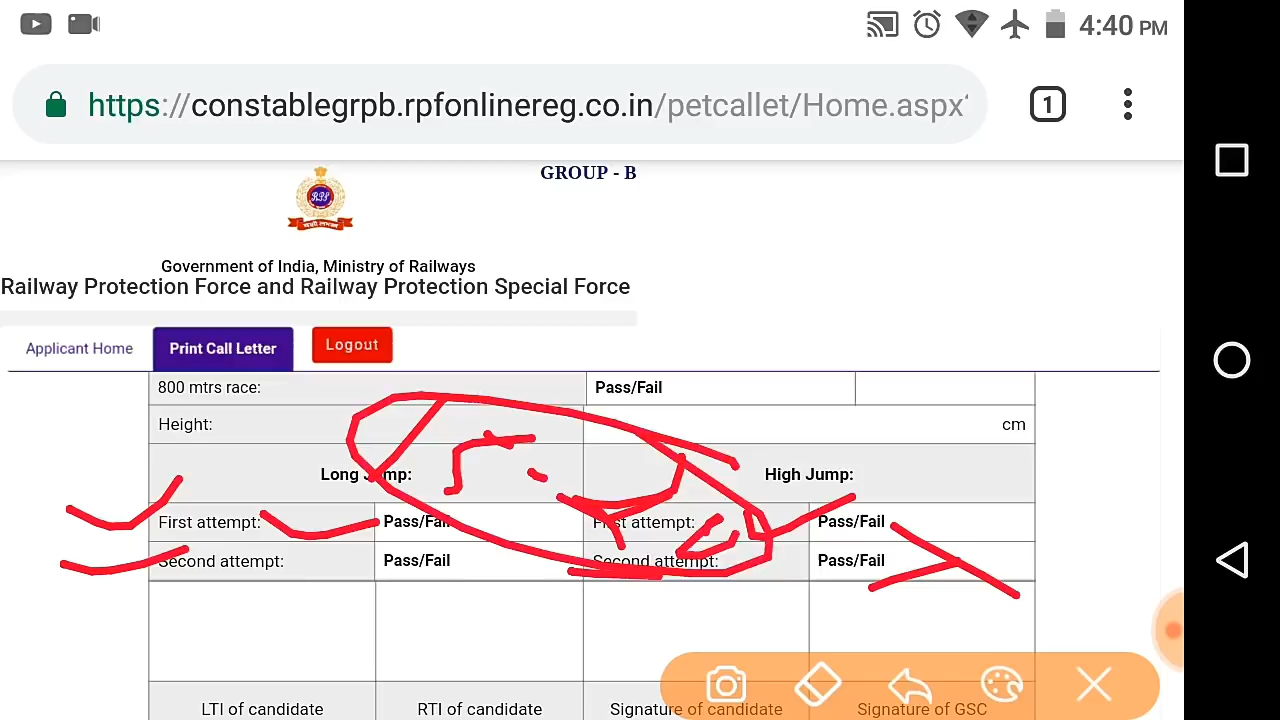 4:40 PM
https://constablegrpb.rpfonlinereg.co.in/petcallet/Home.aspx
1
GROUP - B
RPF
Government of India, Ministry of Railways
Railway Protection Force and Railway Protection Special Force
Applicant Home Print Call Letter Logout
800 mtrs race: Pass/Fail
Height: cm
Long Jump: High Jump:
First attempt: Pass/Fail First attempt: Pass/Fail
Second attempt: Pass/Fail Second attempt: Pass/Fail
LTI of candidate RTI of candidate Signature of candidate Signature of GSC